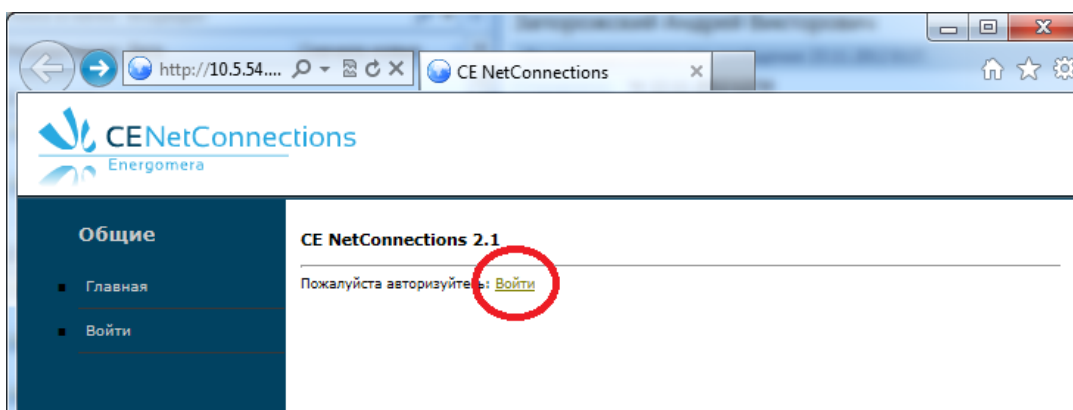 http://10.5.54....
CE NetConnections
CENetConnections
Energomera
Общие
Главная
Войти
CE NetConnections 2.1
Пожалуйста авторизуйтесь: Войти